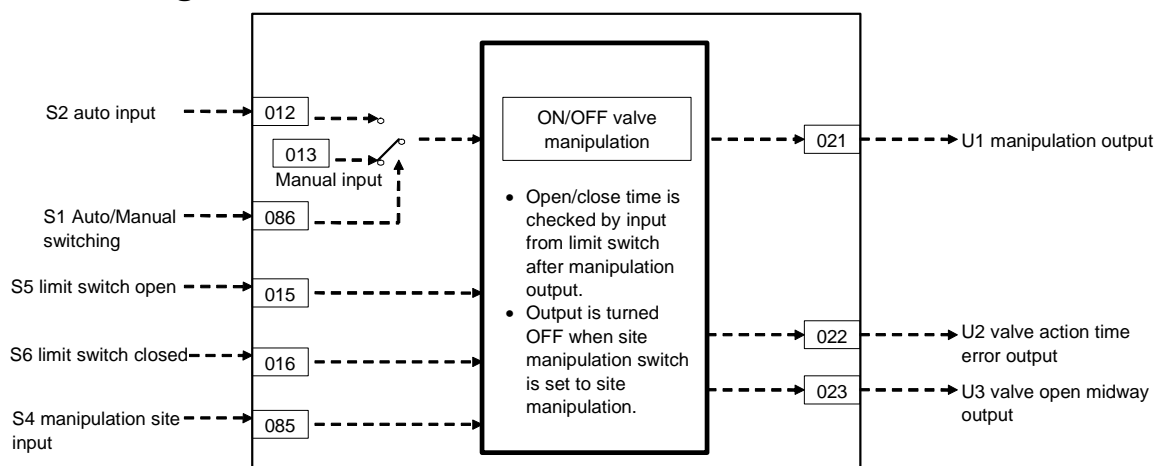 S2 auto input
012
013
Manual input
S1 Auto/Manual
switching
086
S5 limit switch open
015
S6 limit switch closed
016
S4 manipulation site
input
085
ON/OFF valve
manipulation
• Open/close time is
checked by input
from limit switch
after manipulation
output.
• Output is turned
OFF when site
manipulation switch
is set to site
manipulation.
021
U1 manipulation output
022
U2 valve action time
error output
023
U3 valve open midway
output